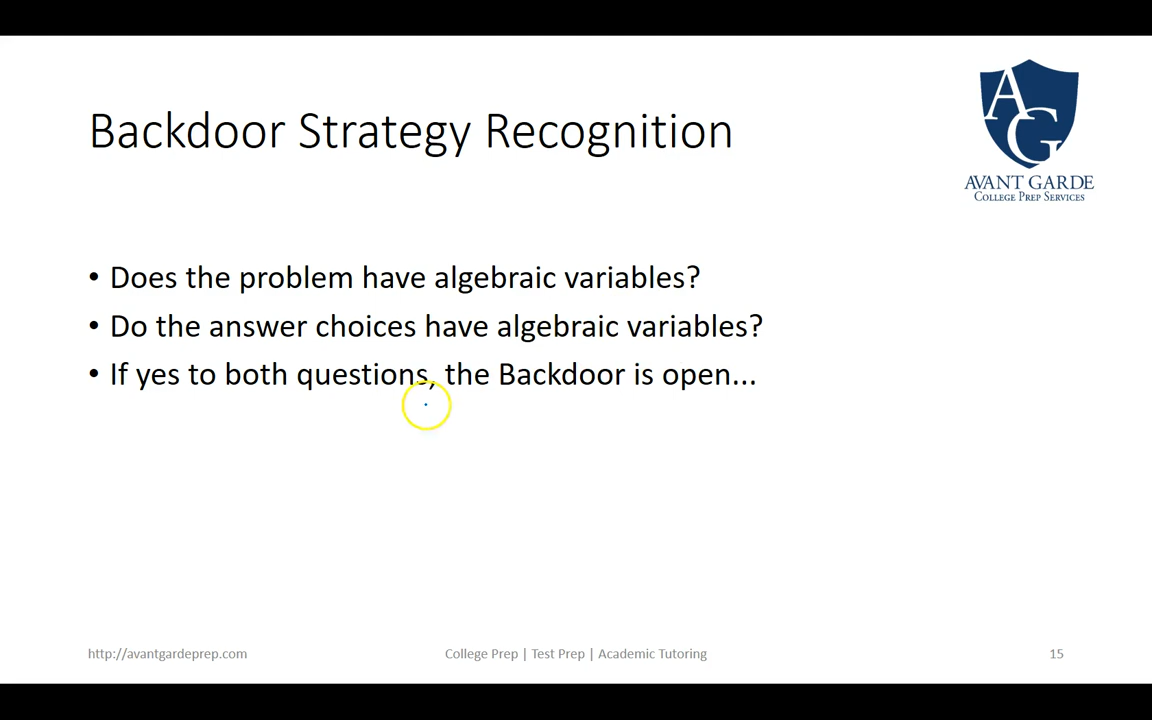 Backdoor Strategy Recognition
AG
AVANT GARDE
COLLEGE PREP SERVICES
• Does the problem have algebraic variables?
• Do the answer choices have algebraic variables?
• If yes to both questions, the Backdoor is open...
http://avantgardeprep.com
College Prep | Test Prep | Academic Tutoring
15